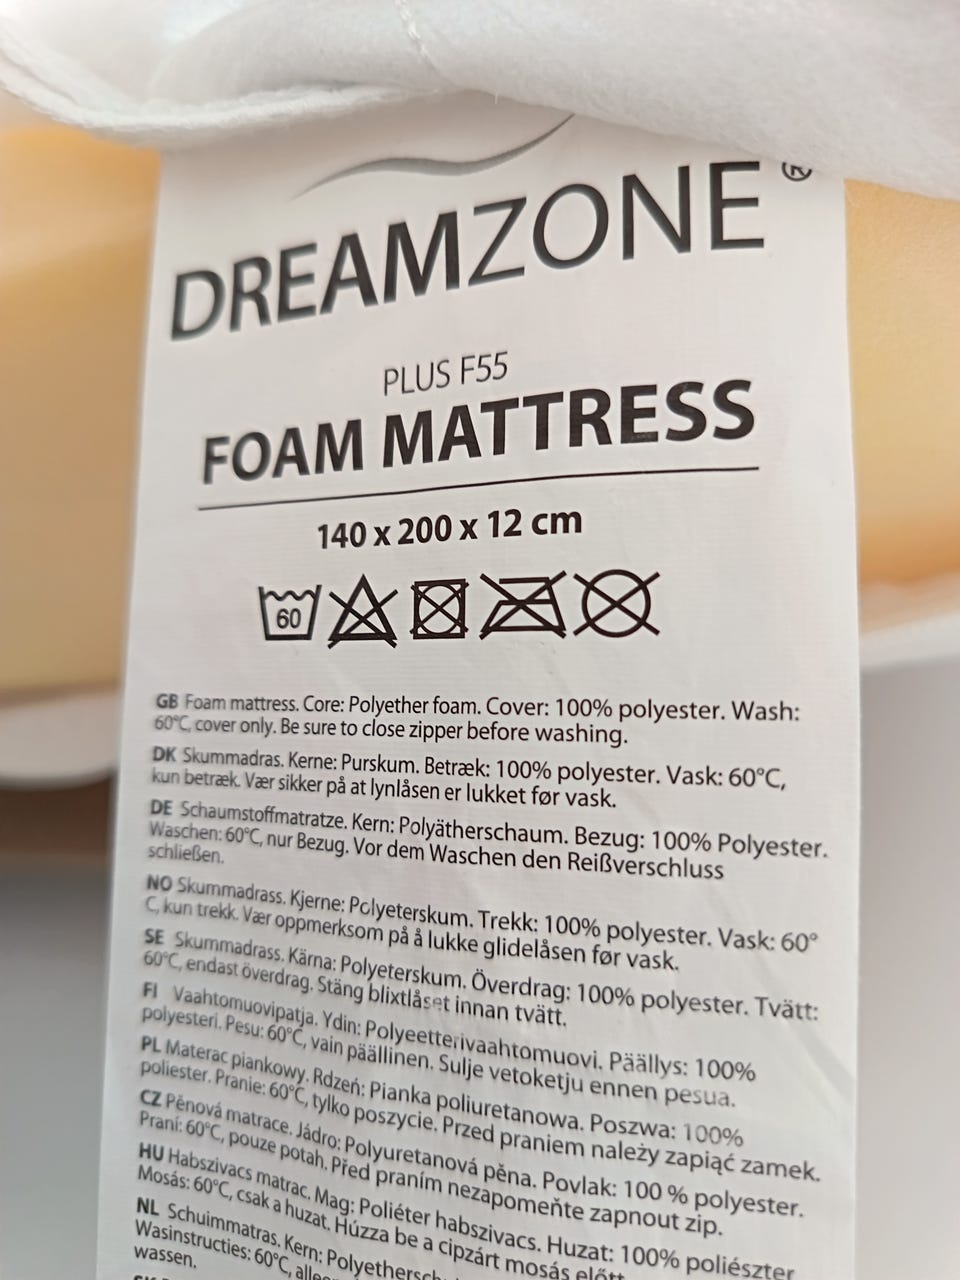 DREAMZONE ®
PLUS F55
FOAM MATTRESS
140 x 200 x 12 cm
60
GB Foam mattress. Core: Polyether foam. Cover: 100% polyester. Wash:
60°C, cover only. Be sure to close zipper before washing.
DK Skummadras. Kerne: Purskum. Betræk: 100% polyester. Vask: 60°C,
kun betræk. Vær sikker på at lynlåsen er lukket før vask.
DE Schaumstoffmatratze. Kern: Polyätherschaum. Bezug: 100% Polyester.
Waschen: 60°C, nur Bezug. Vor dem Waschen den Reißverschluss
schließen.
NO Skummadrass. Kjerne: Polyeterskum. Trekk: 100% polyester. Vask: 60°
C, kun trekk. Vær oppmerksom på å lukke glidelåsen før vask.
SE Skummadrass. Kärna: Polyeterskum. Överdrag: 100% polyester. Tvätt:
60°C, endast överdrag. Stäng blixtlåset innan tvätt.
FI Vaahtomuovipatja. Ydin: Polyeetterivaahtomuovi. Päällys: 100%
polyesteri. Pesu: 60°C, vain päällinen. Sulje vetoketju ennen pesua.
PL Materac piankowy. Rdzeń: Pianka poliuretanowa. Poszwa: 100%
poliester. Pranie: 60°C, tylko poszycie. Przed praniem należy zapiąć zamek.
CZ Pěnová matrace. Jádro: Polyuretanová pěna. Povlak: 100 % polyester.
Praní: 60°C, pouze potah. Před praním nezapomeňte zapnout zip.
HU Habszivacs matrac. Mag: Poliéter habszivacs. Huzat: 100% poliészter
Mosás: 60°C, csak a huzat. Húzza be a cipzárt mosás előtt
NL Schuimmatras. Kern: Polyethersch
Wasinstructies: 60°C,
wassen.